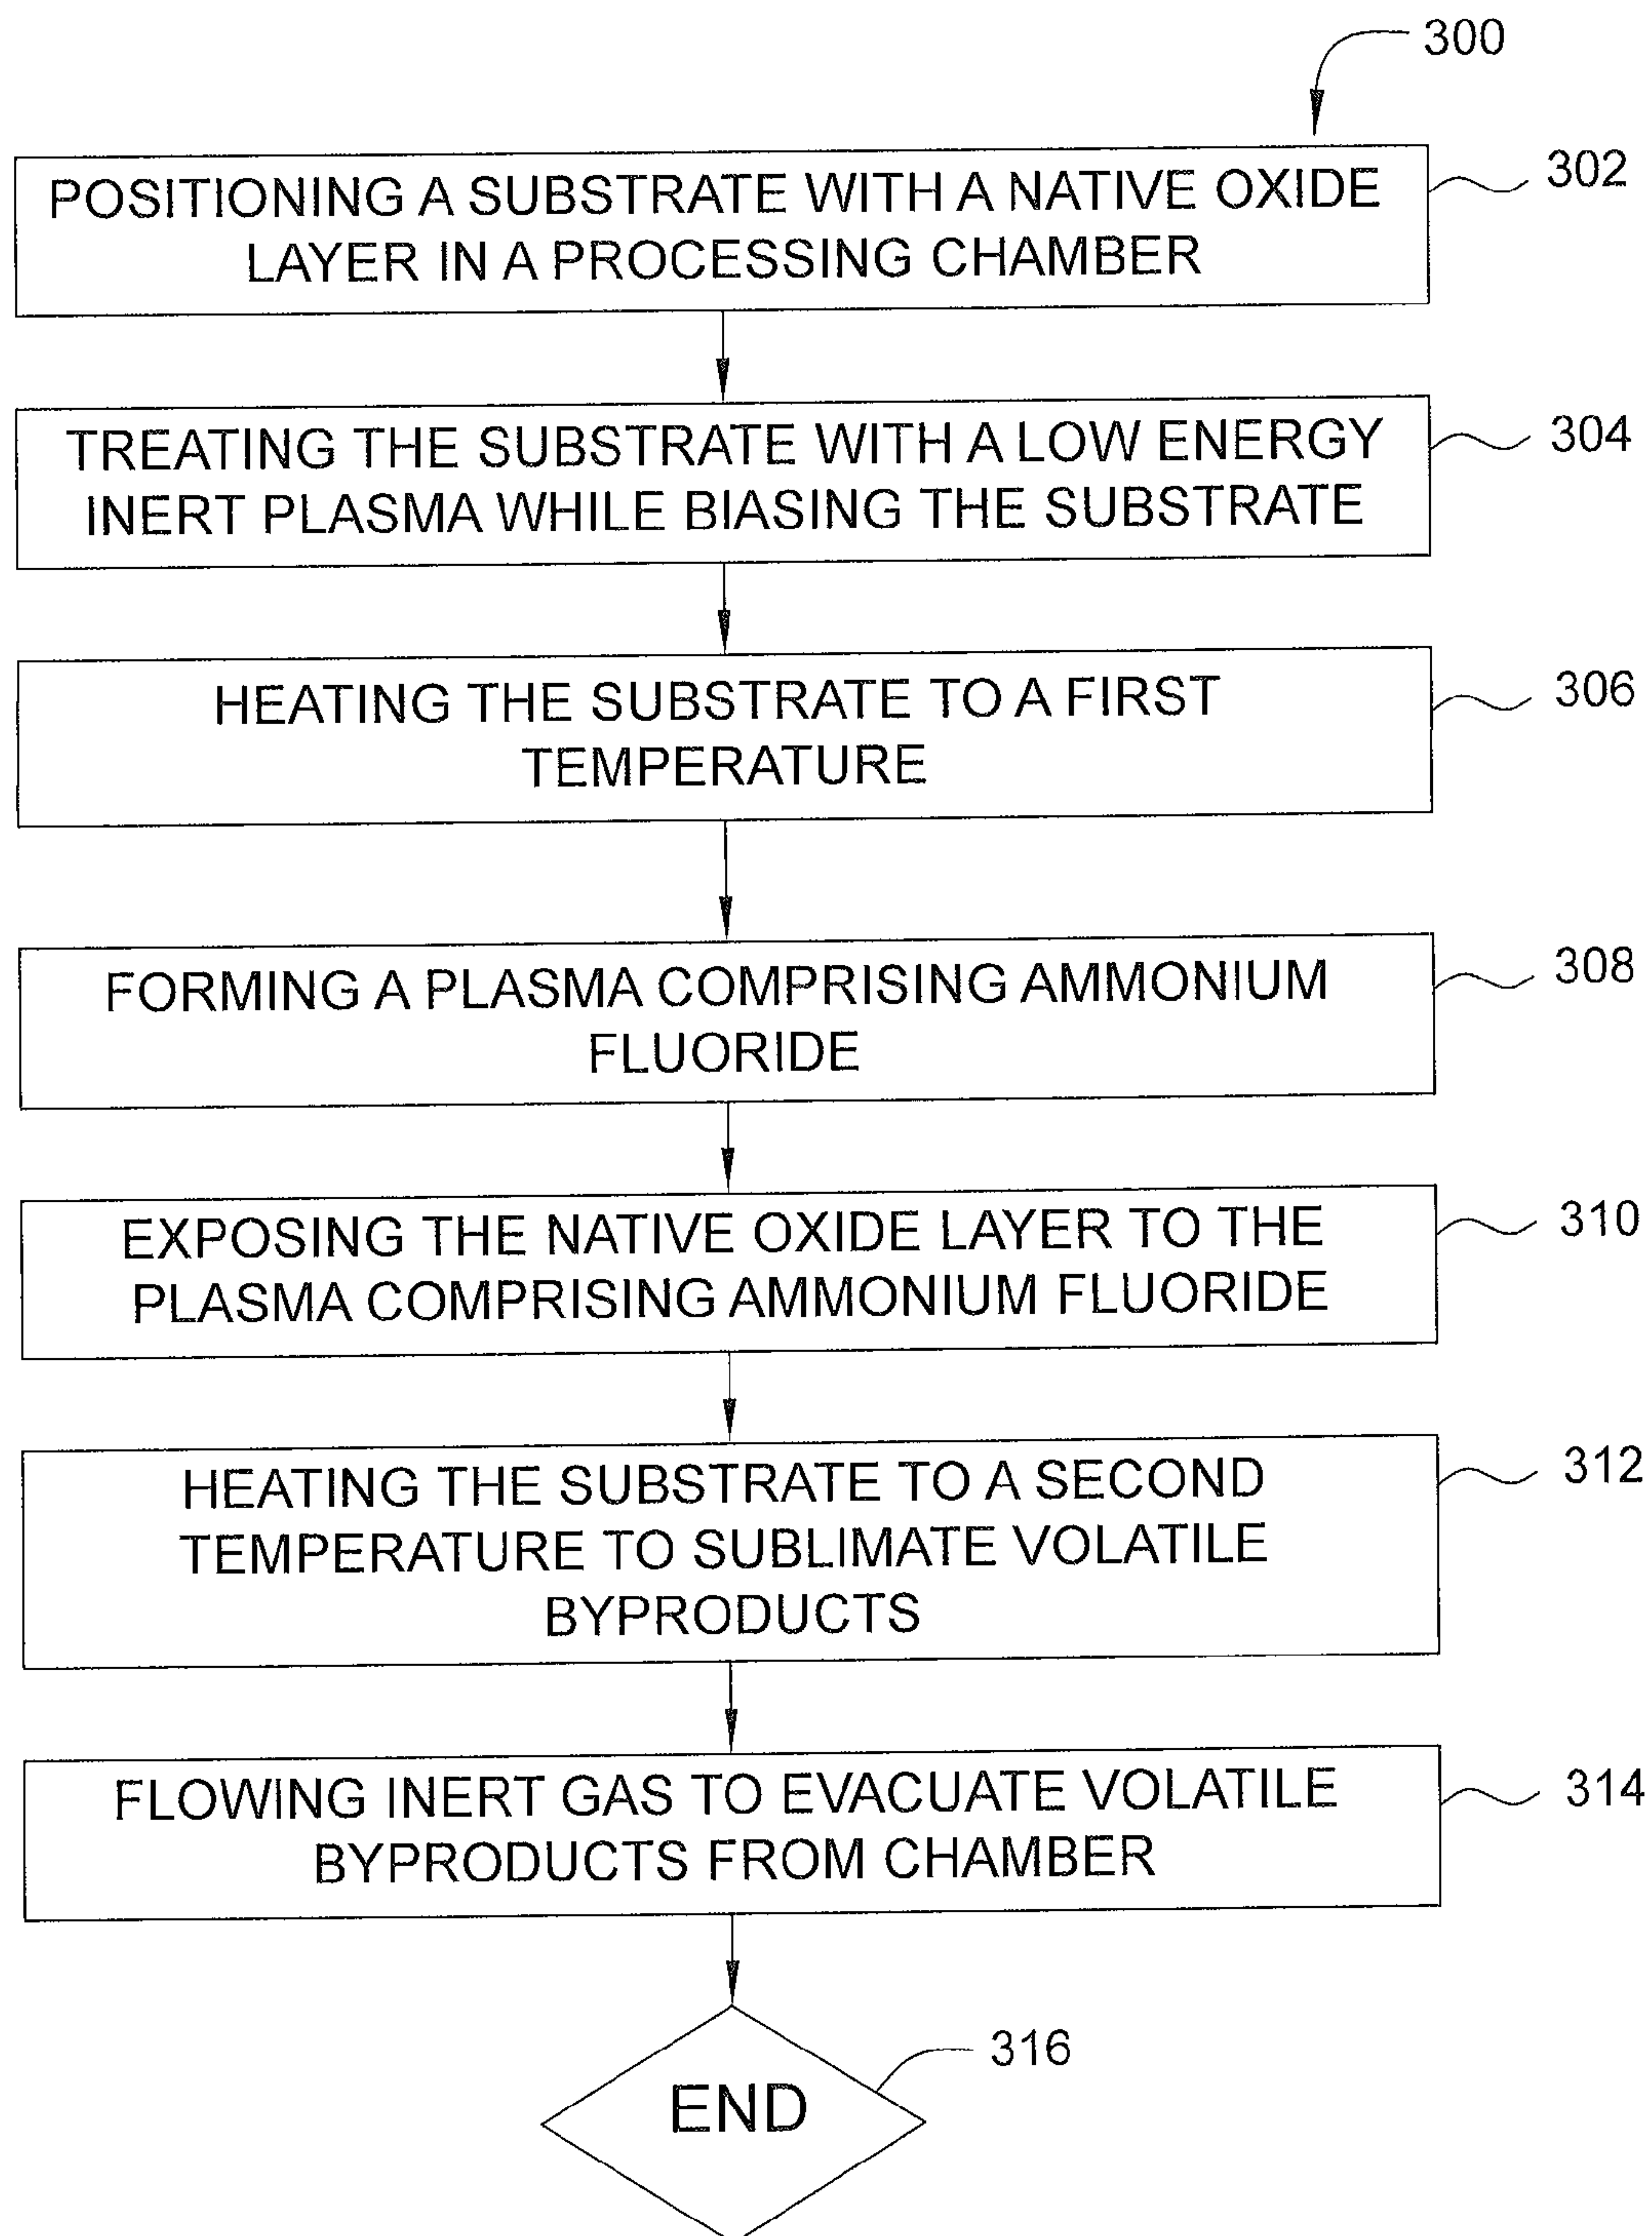 300
POSITIONING A SUBSTRATE WITH A NATIVE OXIDE
LAYER IN A PROCESSING CHAMBER
302
TREATING THE SUBSTRATE WITH A LOW ENERGY
INERT PLASMA WHILE BIASING THE SUBSTRATE
304
HEATING THE SUBSTRATE TO A FIRST
TEMPERATURE
306
FORMING A PLASMA COMPRISING AMMONIUM
FLUORIDE
308
EXPOSING THE NATIVE OXIDE LAYER TO THE
PLASMA COMPRISING AMMONIUM FLUORIDE
310
HEATING THE SUBSTRATE TO A SECOND
TEMPERATURE TO SUBLIMATE VOLATILE
BYPRODUCTS
312
FLOWING INERT GAS TO EVACUATE VOLATILE
BYPRODUCTS FROM CHAMBER
314
END
316